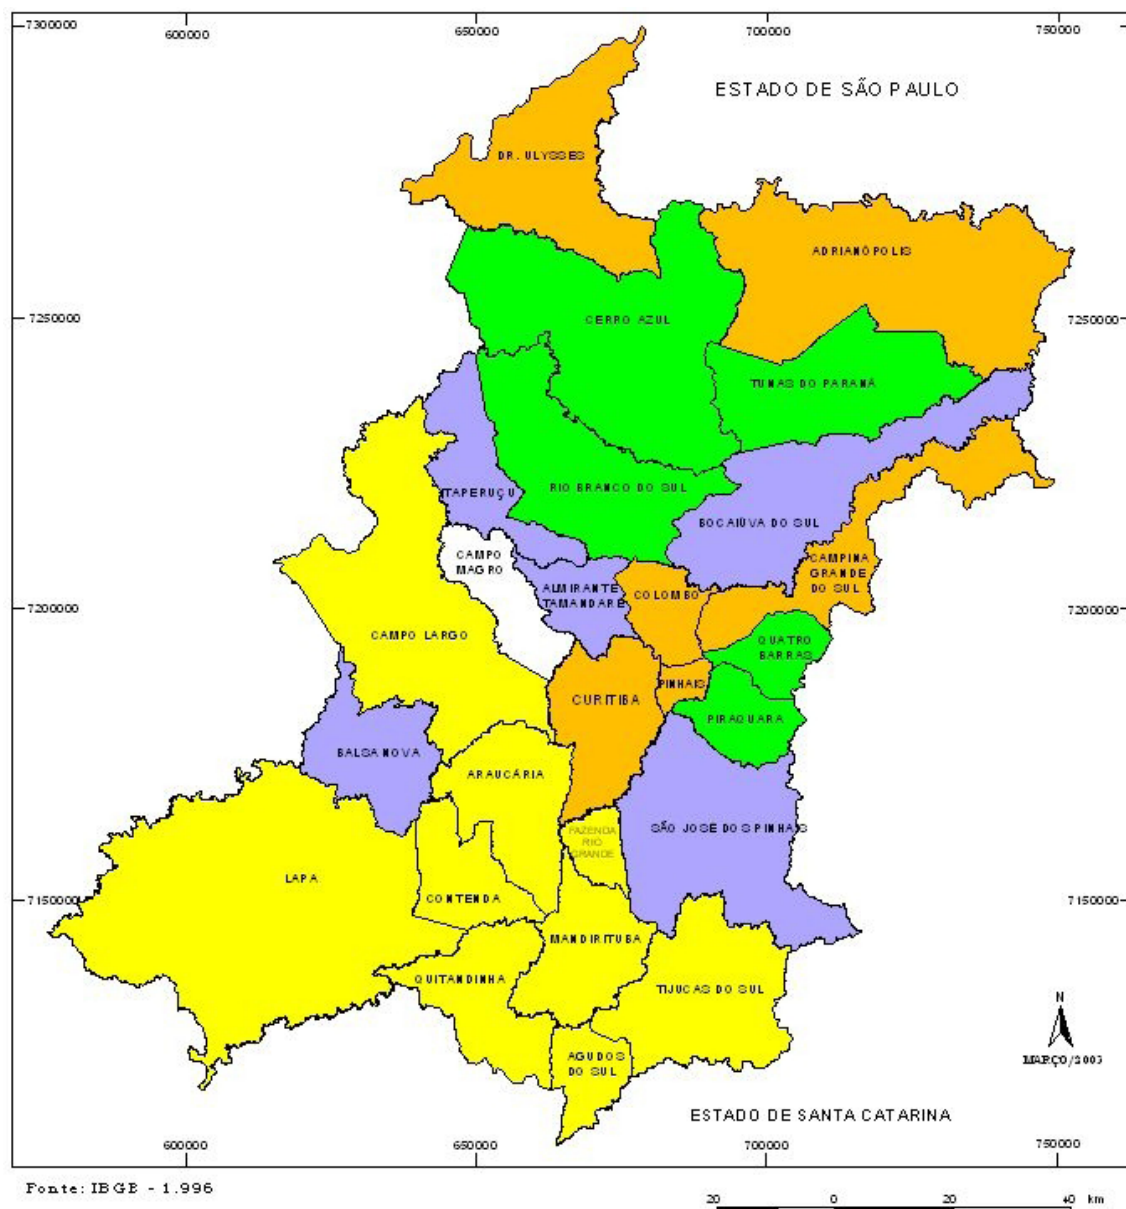 7300000
600000
650000
700000
750000
ESTADO DE SÃO PAULO
DR. ULYSSES
ADRIANÓPOLIS
7250000
CERRO AZUL
7250000
TUNAS DO PARANÁ
ITAPERUÇU
RIO BRANCO DO SUL
BOCAIÚVA DO SUL
CAMPO
MAGRO
CAMPINA
GRANDE
DO SUL
ALMIRANTE
TAMANDARÉ
COLOMBO
7200000
7200000
CAMPO LARGO
QUATRO
BARRAS
PINHAIS
CURITIBA
PIRAQUARA
BALSA NOVA
ARAUCÁRIA
FAZENDA
RIO
GRANDE
SÃO JOSÉ DOS PINHAIS
LAPA
CONTENDA
7150000
7150000
MANDIRITUBA
QUITANDINHA
TIJUCAS DO SUL
N
MARÇO/2003
AGUDOS
DO SUL
ESTADO DE SANTA CATARINA
600000
650000
700000
750000
Fonte: IBGE - 1.996
20
0
20
40 km